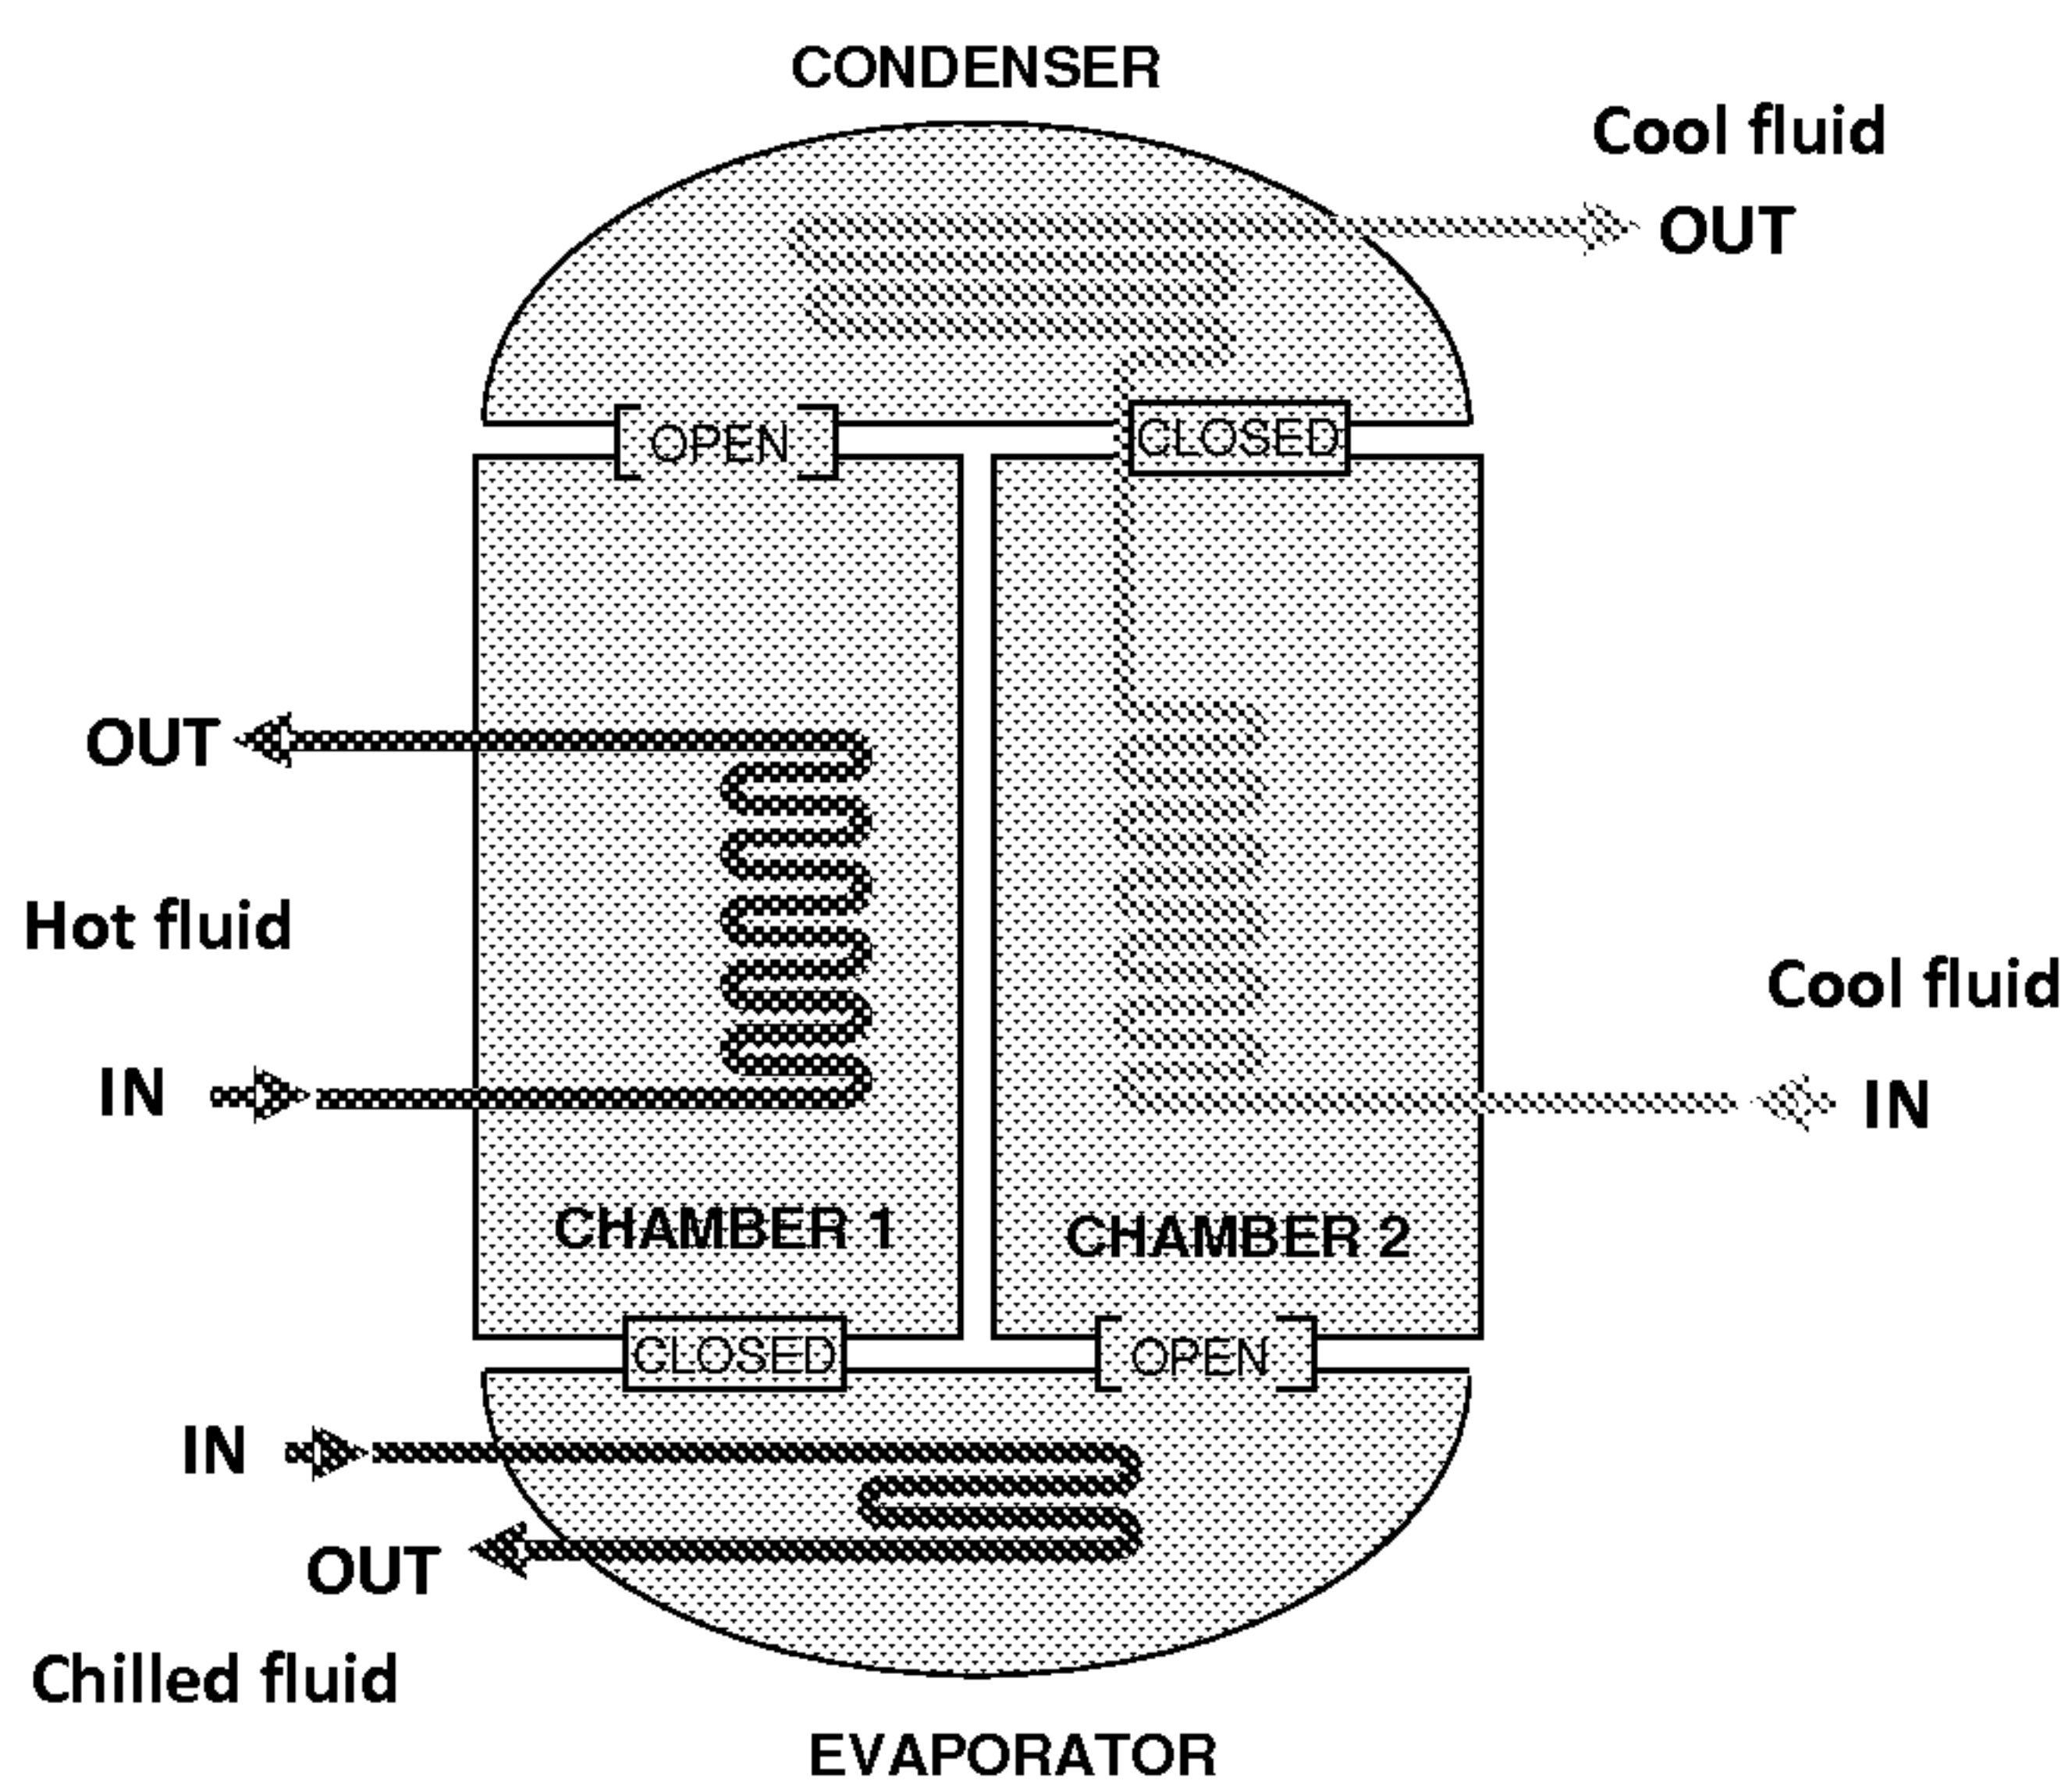 CONDENSER
Cool fluid
OUT
OPEN
CLOSED
OUT
Hot fluid
Cool fluid
IN
IN
CHAMBER 1
CHAMBER 2
CLOSED
OPEN
IN
OUT
Chilled fluid
EVAPORATOR